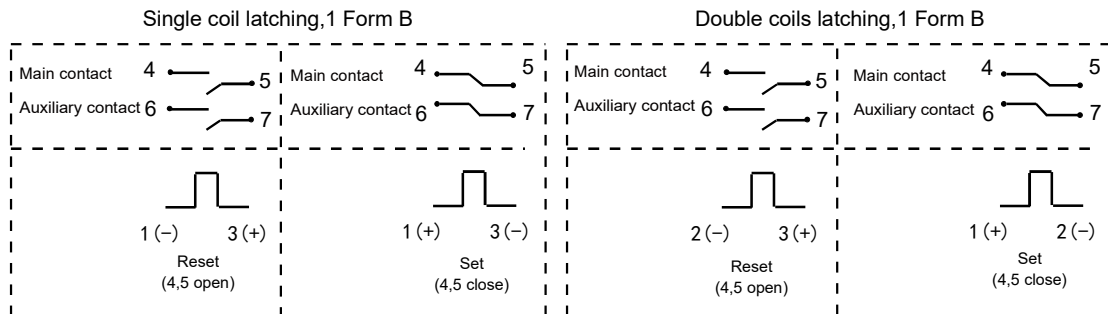 Single coil latching,1 Form B
Main contact 4 5
Auxiliary contact 6 7
Main contact 4 5
Auxiliary contact 6 7
1(−) 3(+)
Reset
(4,5 open)
1(+) 3(−)
Set
(4,5 close)
Double coils latching,1 Form B
Main contact 4 5
Auxiliary contact 6 7
Main contact 4 5
Auxiliary contact 6 7
2(−) 3(+)
Reset
(4,5 open)
1(+) 2(−)
Set
(4,5 close)